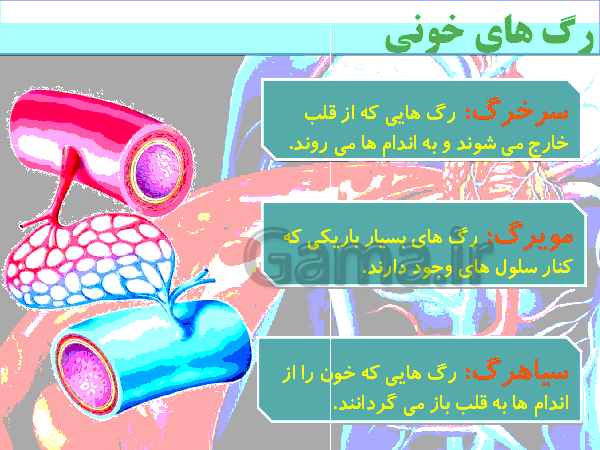 رگ های خونی
سرخرگ: رگ هایی که از قلب
خارج می شوند و به اندام ها می روند.
مویرگ: رگ های بسیار باریکی که
کنار سلول های وجود دارند.
سیاهرگ: رگ هایی که خون را از
اندام ها به قلب باز می گردانند.
Gama.ir